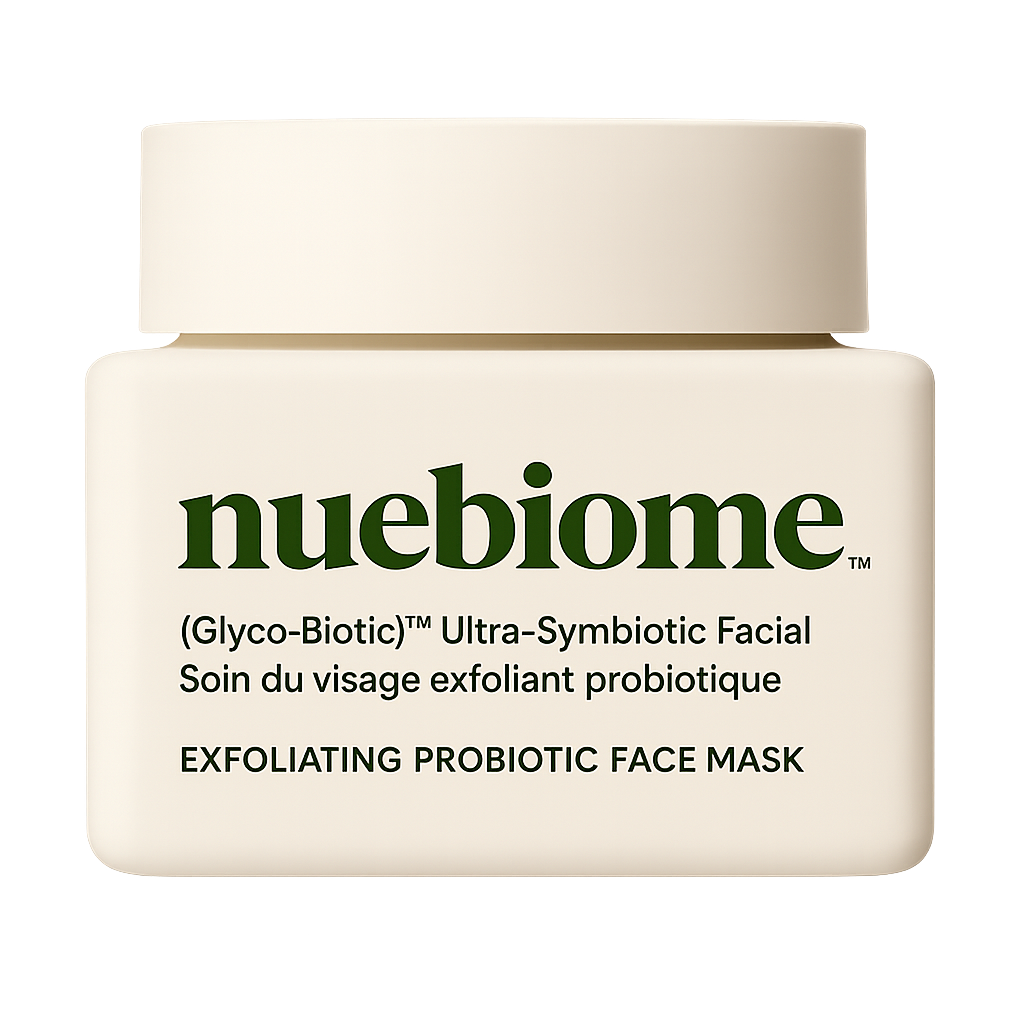 nuebiome™
(Glyco-Biotic)™ Ultra-Symbiotic Facial
Soin du visage exfoliant probiotique
EXFOLIATING PROBIOTIC FACE MASK